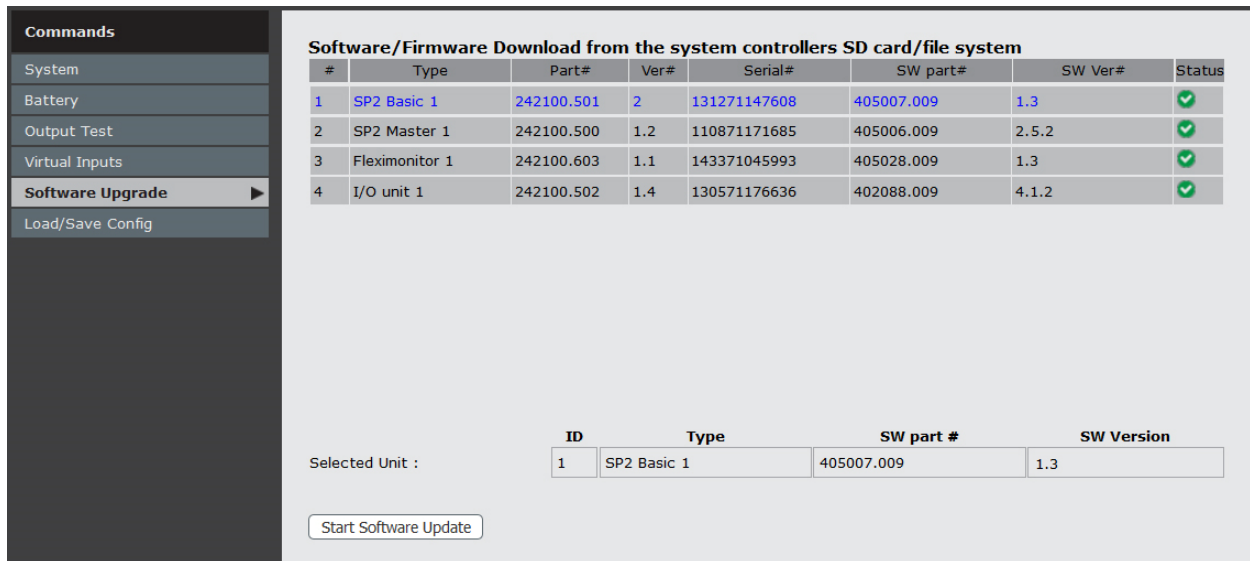 Commands
System
Battery
Output Test
Virtual Inputs
Software Upgrade
Load/Save Config
Software/Firmware Download from the system controllers SD card/file system
# Type Part# Ver# Serial# SW part# SW Ver# Status
1 SP2 Basic 1 242100.501 2 131271147608 405007.009 1.3
2 SP2 Master 1 242100.500 1.2 110871171685 405006.009 2.5.2
3 Fleximonitor 1 242100.603 1.1 143371045993 405028.009 1.3
4 I/O unit 1 242100.502 1.4 130571176636 402088.009 4.1.2
ID Type SW part # SW Version
Selected Unit : 1 SP2 Basic 1 405007.009 1.3
Start Software Update